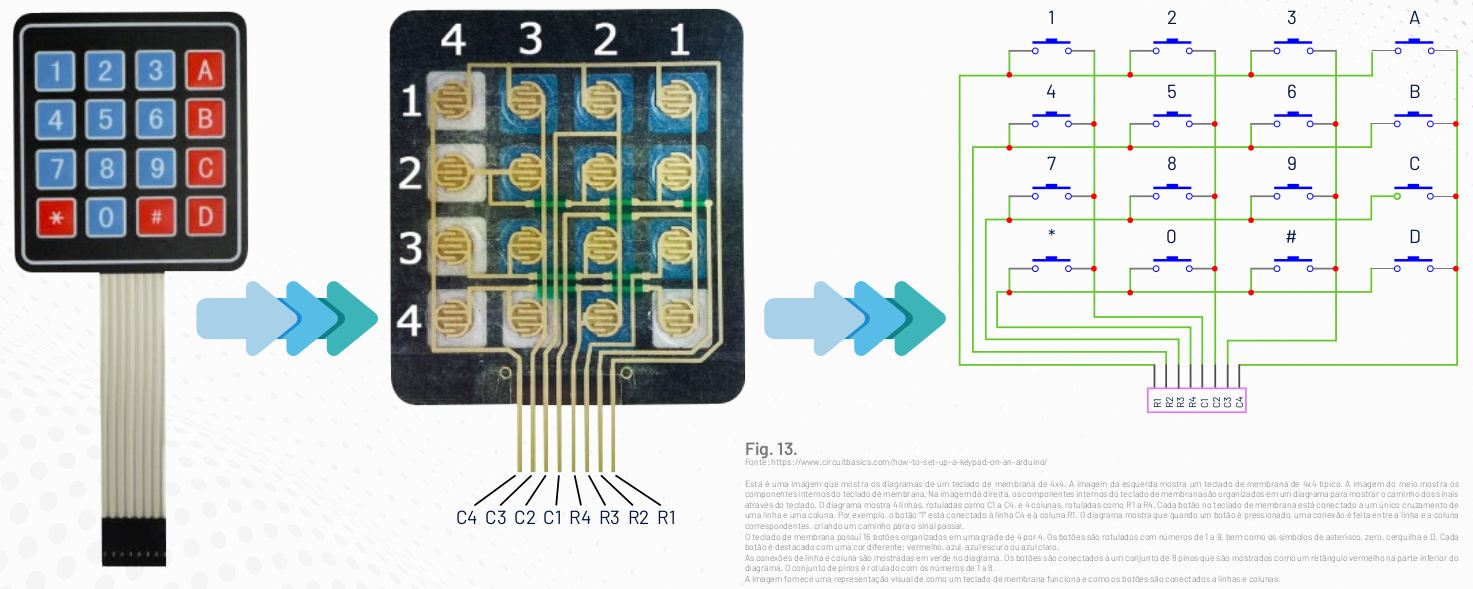 1 2 3 A
4 5 6 B
7 8 9 C
* 0 # D
4 3 2 1
1
2
3
4
C4 C3 C2 C1 R4 R3 R2 R1
1 2 3 A
4 5 6 B
7 8 9 C
* 0 # D
R1 R2 R3 R4 C1 C2 C3 C4
Fig. 13.
Fonte: https://www.circuitbasics.com/how-to-set-up-a-keypad-on-an-arduino/
Esta é uma imagem que mostra os diagramas de um teclado de membrana de 4x4. A imagem da esquerda mostra um teclado de membrana de 4x4 típico. A imagem do meio mostra os
componentes internos do teclado de membrana. Na imagem da direita, os componentes internos do teclado de membrana são organizados em um diagrama para mostrar o caminho dos sinais
através do teclado. O diagrama mostra 4 linhas, rotuladas como C1 a C4, e 4 colunas, rotuladas como R1 a R4. Cada botão no teclado de membrana está conectado a um único cruzamento de
uma linha e uma coluna. Por exemplo, o botão "1" está conectado à linha C4 e à coluna R1. O diagrama mostra que quando um botão é pressionado, uma conexão é feita entre a linha e a coluna
correspondentes, criando um caminho para o sinal passar.
O teclado de membrana possui 16 botões organizados em uma grade de 4 por 4. Os botões são rotulados com números de 1 a 9, bem como os símbolos de asterisco, zero, cerquilha e D. Cada
botão é destacado com uma cor diferente: vermelho, azul, azul escuro ou azul claro.
As conexões de linha e coluna são mostradas em verde no diagrama. Os botões são conectados a um conjunto de 8 pinos que são mostrados como um retângulo vermelho na parte inferior do
diagrama. O conjunto de pinos é rotulado com os números de 1 a 8.
A imagem fornece uma representação visual de como um teclado de membrana funciona e como os botões são conectados a linhas e colunas.